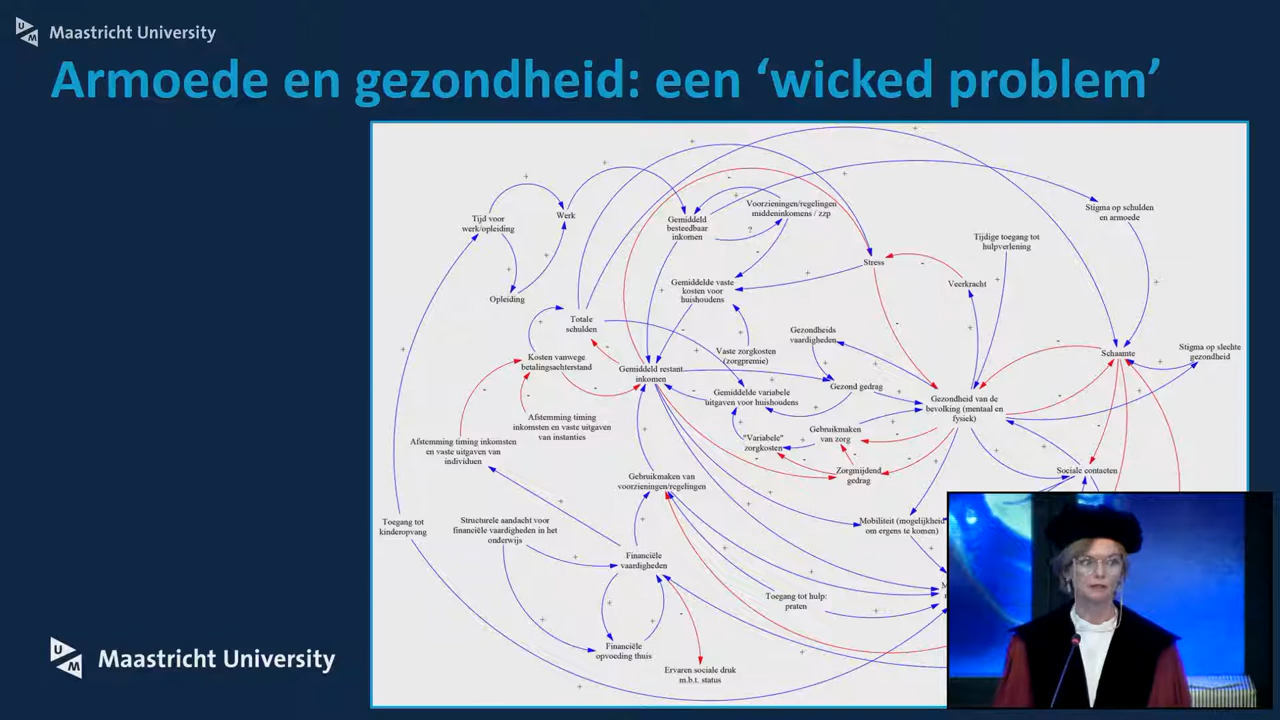 Maastricht University
Armoede en gezondheid: een ‘wicked problem’
Tijd voor
werk/opleiding
Werk
Opleiding
Gemiddeld
besteedbaar
inkomen
Voorzieningen/regelingen
middeninkomens / zzp
Stigma op schulden
en armoede
Tijdige toegang tot
hulpverlening
Stress
Veerkracht
Gemiddelde vaste
kosten voor
huishoudens
Totale
schulden
Gezondheids
vaardigheden
Vaste zorgkosten
(zorgpremie)
Schaamte
Stigma op slechte
gezondheid
Kosten vanwege
betalingsachterstand
Gemiddeld restant
inkomen
Gezond gedrag
Gemiddelde variabele
uitgaven voor huishoudens
Gezondheid van de
bevolking (mentaal en
fysiek)
Afstemming timing
inkomsten en vaste uitgaven
van instanties
Gebruikmaken
van zorg
"Variabele"
zorgkosten
Afstemming timing inkomsten
en vaste uitgaven van
individuen
Zorgmijdend
gedrag
Sociale contacten
Gebruikmaken van
voorzieningen/regelingen
Toegang tot
kinderopvang
Structurele aandacht voor
financiële vaardigheden in het
onderwijs
Mobiliteit (mogelijkheid
om ergens te komen)
Financiële
vaardigheden
Toegang tot hulp:
praten
Financiële
opvoeding thuis
Ervaren sociale druk
m.b.t. status
Maastricht University